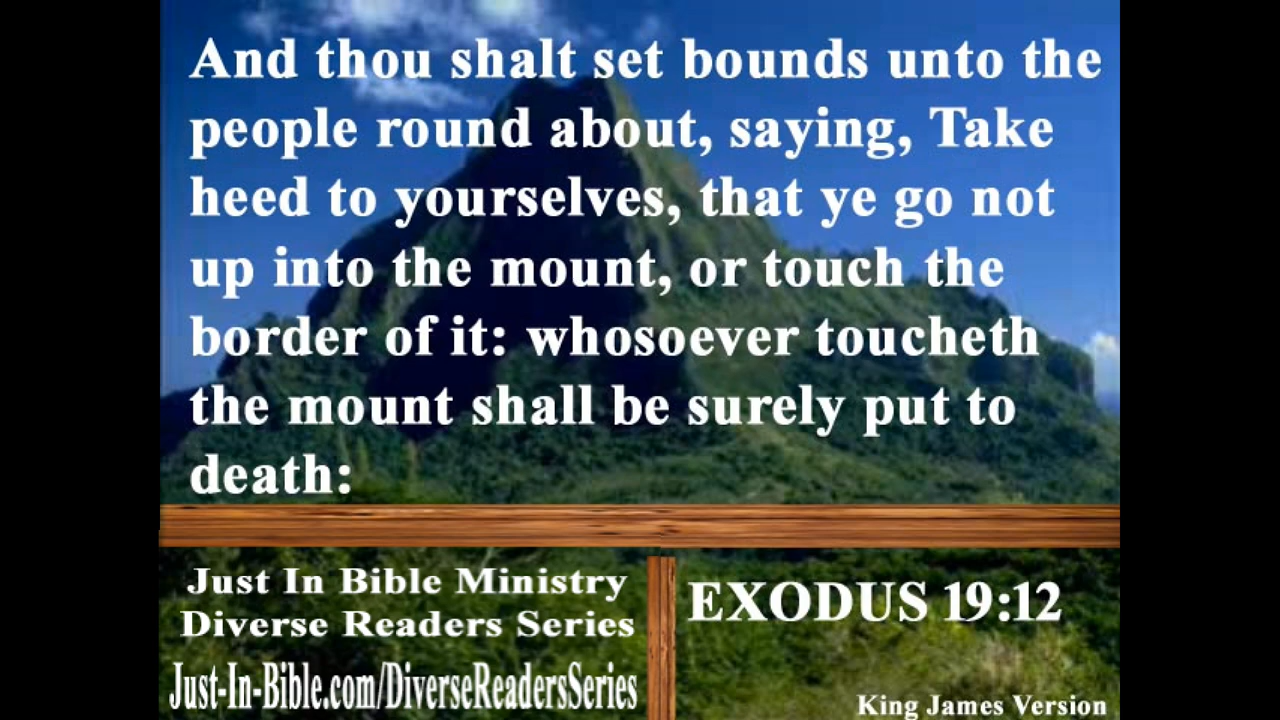 And thou shalt set bounds unto the
people round about, saying, Take
heed to yourselves, that ye go not
up into the mount, or touch the
border of it: whosoever toucheth
the mount shall be surely put to
death:
Just In Bible Ministry
Diverse Readers Series
Just-In-Bible.com/DiverseReadersSeries
EXODUS 19:12
King James Version